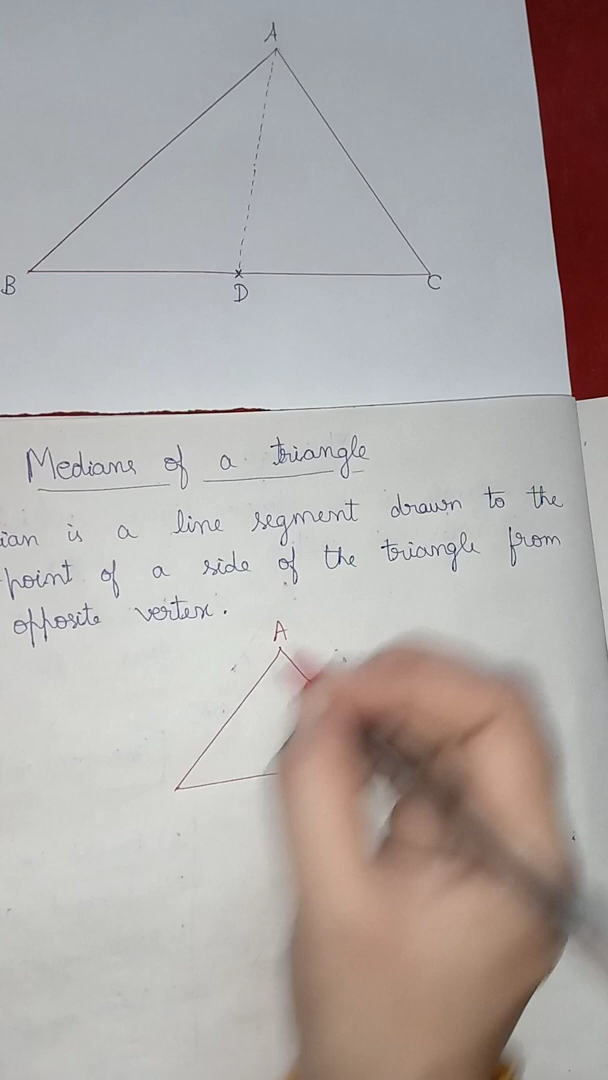 A
B
D
C
Medians of a triangle
ian is a line segment drawn to the
point of a side of the triangle from
opposite vertex.
A